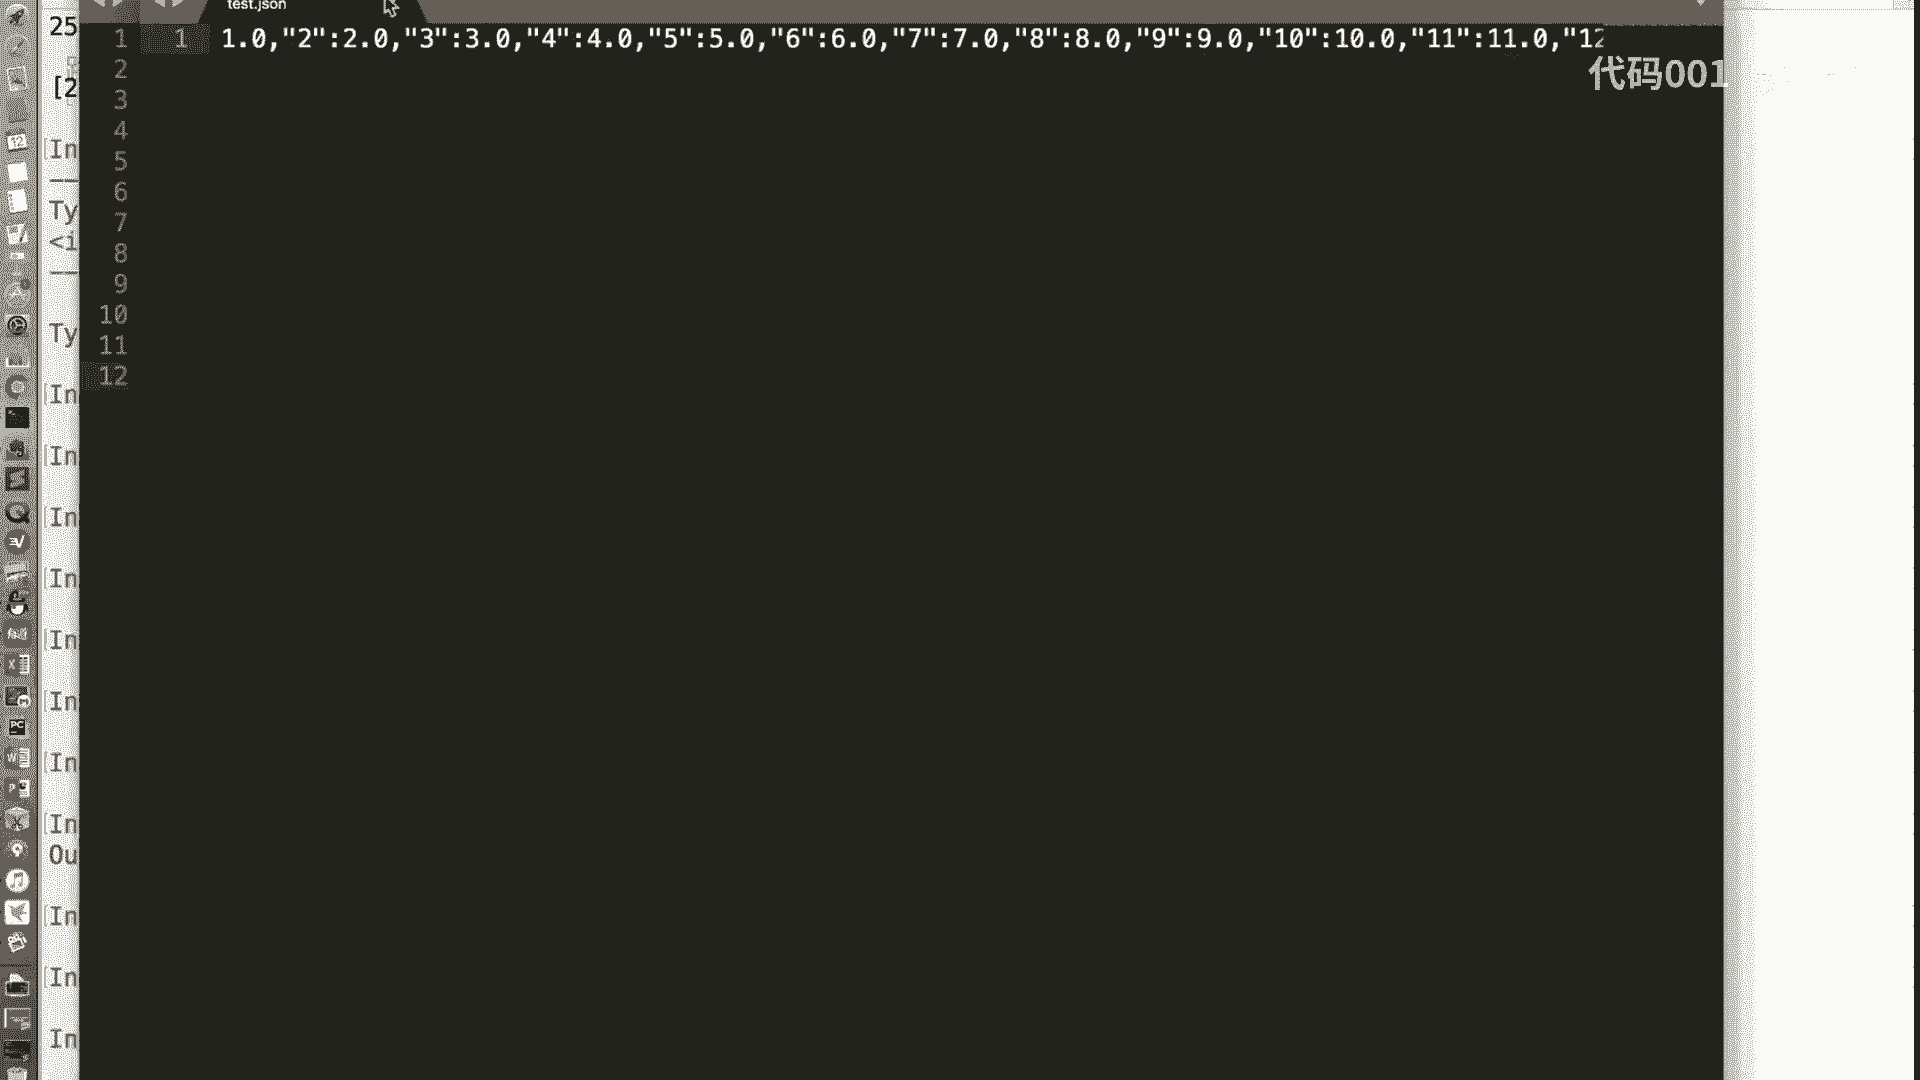 test.json
1 1.0,"2":2.0,"3":3.0,"4":4.0,"5":5.0,"6":6.0,"7":7.0,"8":8.0,"9":9.0,"10":10.0,"11":11.0,"12
代码001
1
2
3
4
5
6
7
8
9
10
11
12
25
[2
[In
Ty
<i
Ty
[In
[In
[In
[In
[In
[In
[In
[In
Ou
[In
[In
In